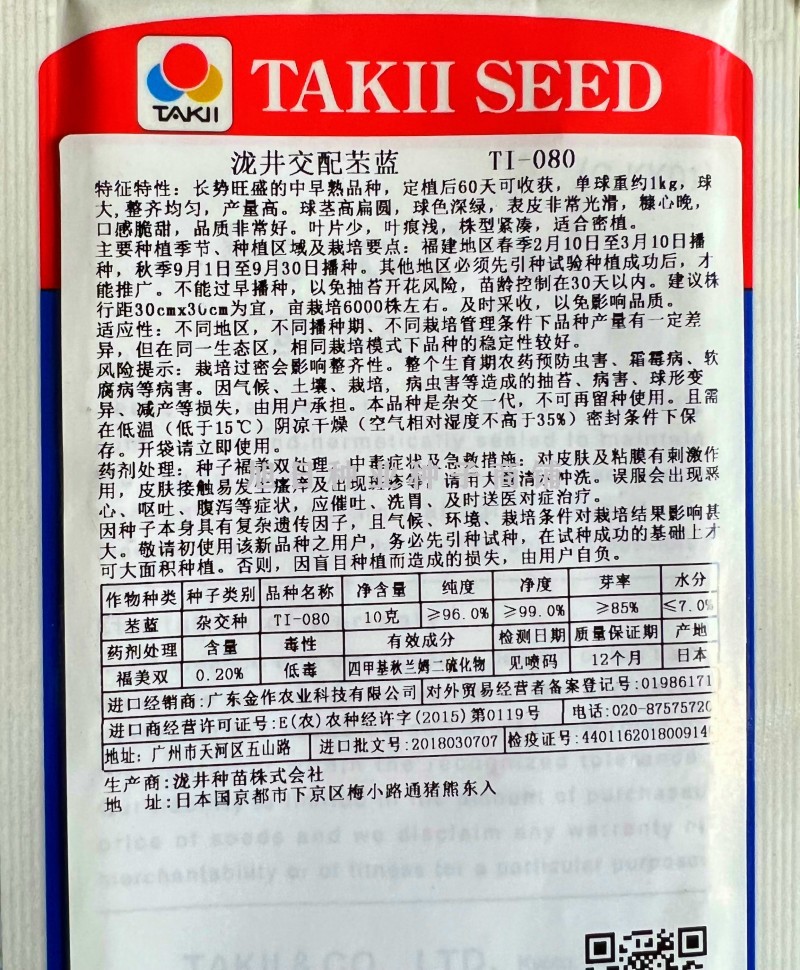 TAKII
TAKII SEED
泷井交配苤蓝 TI-080
特征特性：长势旺盛的中早熟品种，定植后60天可收获，单球重约1kg，球
大,整齐均匀，产量高。球茎高扁圆，球色深绿，表皮非常光滑，糠心晚，
口感脆甜，品质非常好。叶片少，叶痕浅，株型紧凑，适合密植。
主要种植季节、种植区域及栽培要点：福建地区春季2月10日至3月10日播
种，秋季9月1日至9月30日播种。其他地区必须先引种试验种植成功后，才
能推广。不能过早播种，以免抽苔开花风险，苗龄控制在30天以内。建议株
行距30cmx30cm为宜，亩栽培6000株左右。及时采收，以免影响品质。
适应性：不同地区，不同播种期、不同栽培管理条件下品种产量有一定差
异，但在同一生态区，相同栽培模式下品种的稳定性较好。
风险提示：栽培过密会影响整齐性。整个生育期农药预防虫害、霜霉病、软
腐病等病害。因气候、土壤、栽培，病虫害等造成的抽苔、病害、球形变
异、减产等损失，由用户承担。本品种是杂交一代，不可再留种使用。且需
在低温（低于15℃）阴凉干燥（空气相对湿度不高于35%）密封条件下保
存。开袋请立即使用。
药剂处理：种子福美双处理，中毒症状及急救措施：对皮肤及粘膜有刺激作
用，皮肤接触易发生瘙痒及出现斑疹等，请用大量清水冲洗。误服会出现恶
心、呕吐、腹泻等症状，应催吐、洗胃、及时送医对症治疗。
因种子本身具有复杂遗传因子，且气候、环境、栽培条件对栽培结果影响甚
大。敬请初使用该新品种之用户，务必先引种试种，在试种成功的基础上才
可大面积种植。否则，因盲目种植而造成的损失，由用户自负。
作物种类 种子类别 品种名称 净含量 纯度 净度 芽率 水分
苤蓝 杂交种 TI-080 10克 ≥96.0% ≥99.0% ≥85% ≤7.0%
药剂处理 含量 毒性 有效成分 检测日期 质量保证期 产地
福美双 0.20% 低毒 四甲基秋兰姆二硫化物 见喷码 12个月 日本
进口经销商:广东金作农业科技有限公司 对外贸易经营者备案登记号:01986171
进口商经营许可证号:E(农)农种经许字(2015)第0119号 电话:020-87575720
地址: 广州市天河区五山路 进口批文号:2018030707 检疫证号:4401162018009140
生产商:泷井种苗株式会社
地 址:日本国京都市下京区梅小路通猪熊东入
the recognized tolerance
amount of purchase
price of seeds and we disclaim any warranty
merchantability or of fitness for a particular purpose
TAKII & CO., LTD.